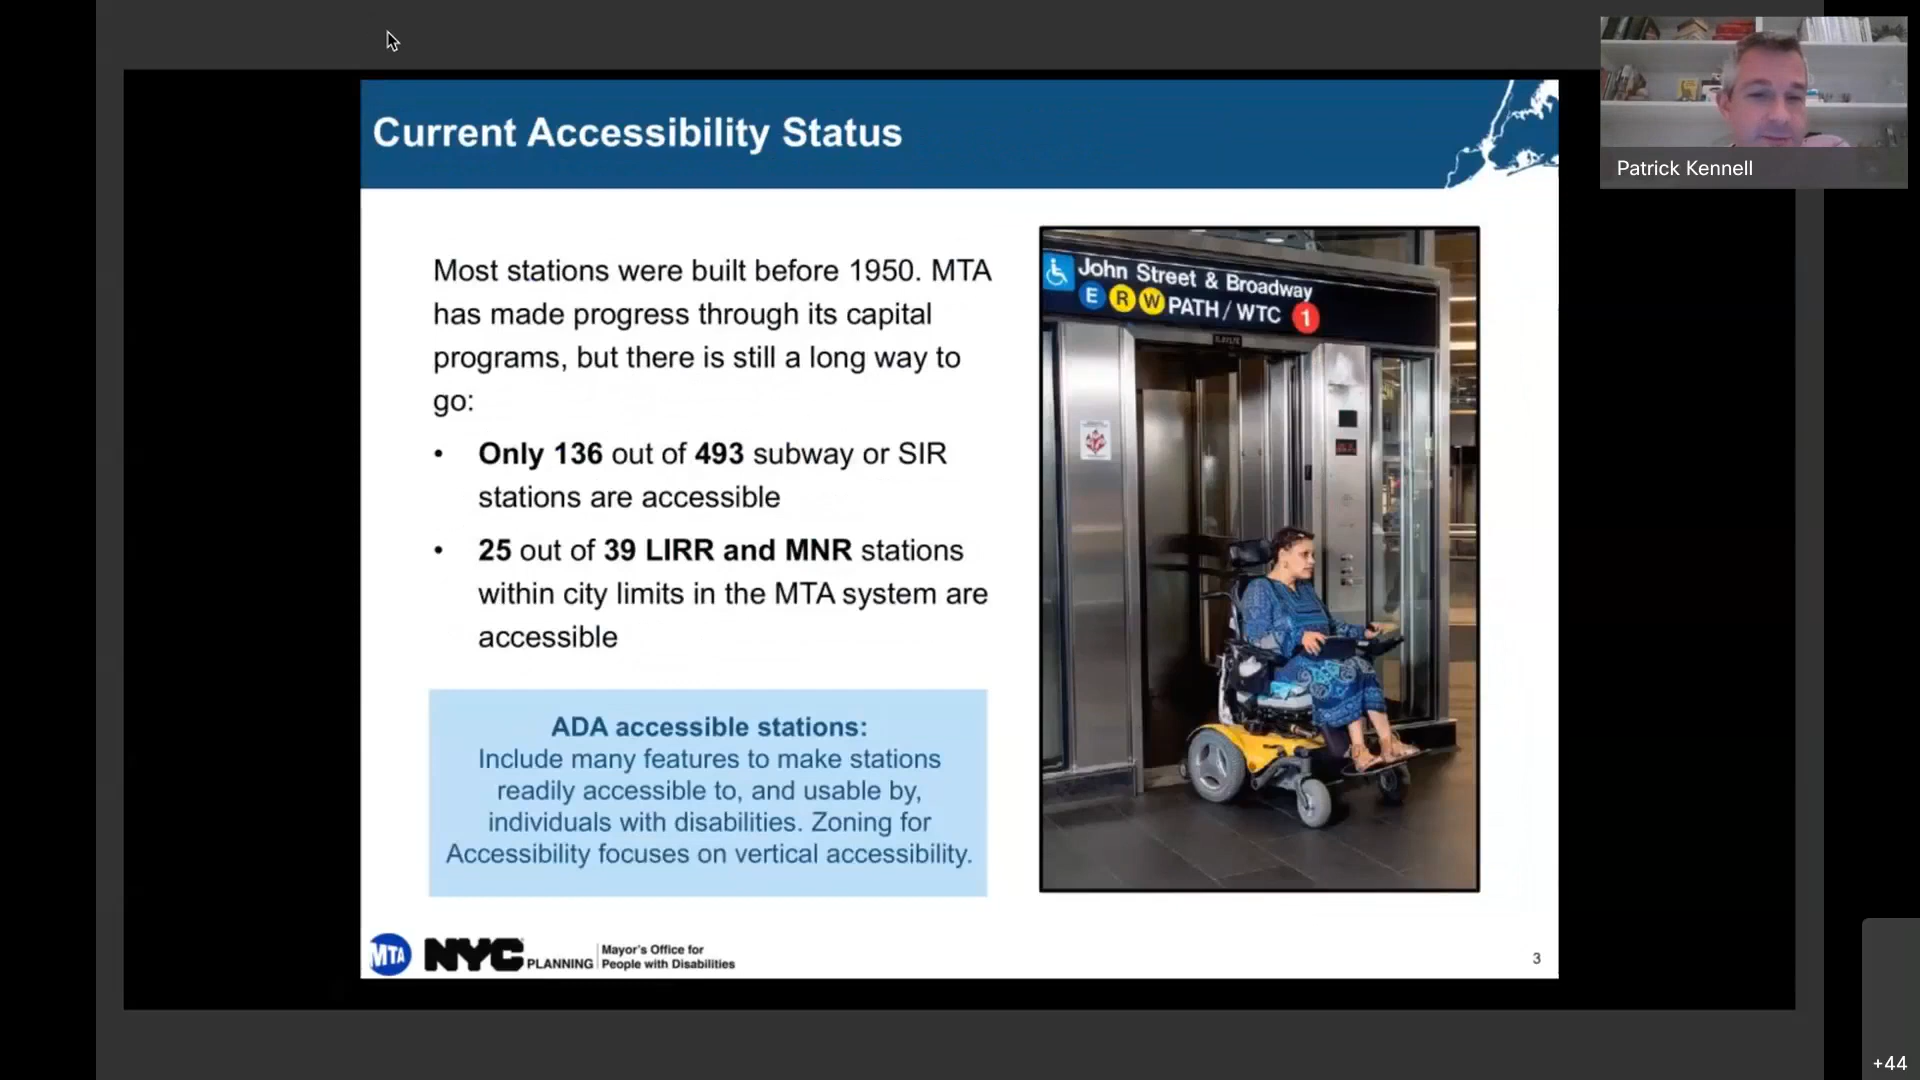 Current Accessibility Status
Patrick Kennell
Most stations were built before 1950. MTA
has made progress through its capital
programs, but there is still a long way to
go:
• Only 136 out of 493 subway or SIR
stations are accessible
• 25 out of 39 LIRR and MNR stations
within city limits in the MTA system are
accessible
ADA accessible stations:
Include many features to make stations
readily accessible to, and usable by,
individuals with disabilities. Zoning for
Accessibility focuses on vertical accessibility.
John Street & Broadway
E R W PATH / WTC 1
MTA
NYC PLANNING
Mayor's Office for
People with Disabilities
3
+44